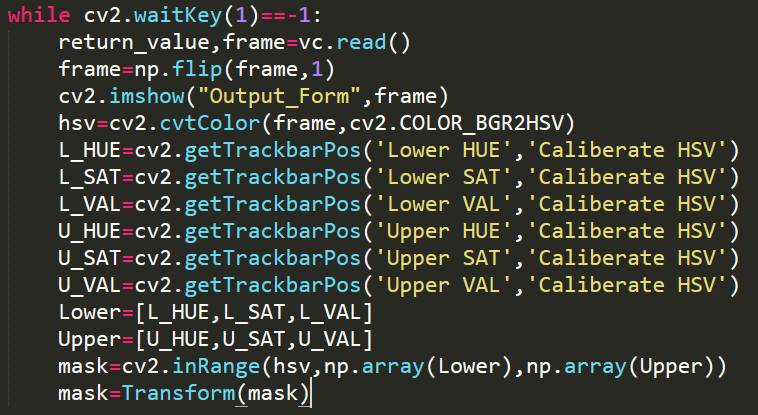 while cv2.waitKey(1)==-1:
    return_value,frame=vc.read()
    frame=np.flip(frame,1)
    cv2.imshow("Output_Form",frame)
    hsv=cv2.cvtColor(frame,cv2.COLOR_BGR2HSV)
    L_HUE=cv2.getTrackbarPos('Lower HUE','Caliberate HSV')
    L_SAT=cv2.getTrackbarPos('Lower SAT','Caliberate HSV')
    L_VAL=cv2.getTrackbarPos('Lower VAL','Caliberate HSV')
    U_HUE=cv2.getTrackbarPos('Upper HUE','Caliberate HSV')
    U_SAT=cv2.getTrackbarPos('Upper SAT','Caliberate HSV')
    U_VAL=cv2.getTrackbarPos('Upper VAL','Caliberate HSV')
    Lower=[L_HUE,L_SAT,L_VAL]
    Upper=[U_HUE,U_SAT,U_VAL]
    mask=cv2.inRange(hsv,np.array(Lower),np.array(Upper))
    mask=Transform(mask)